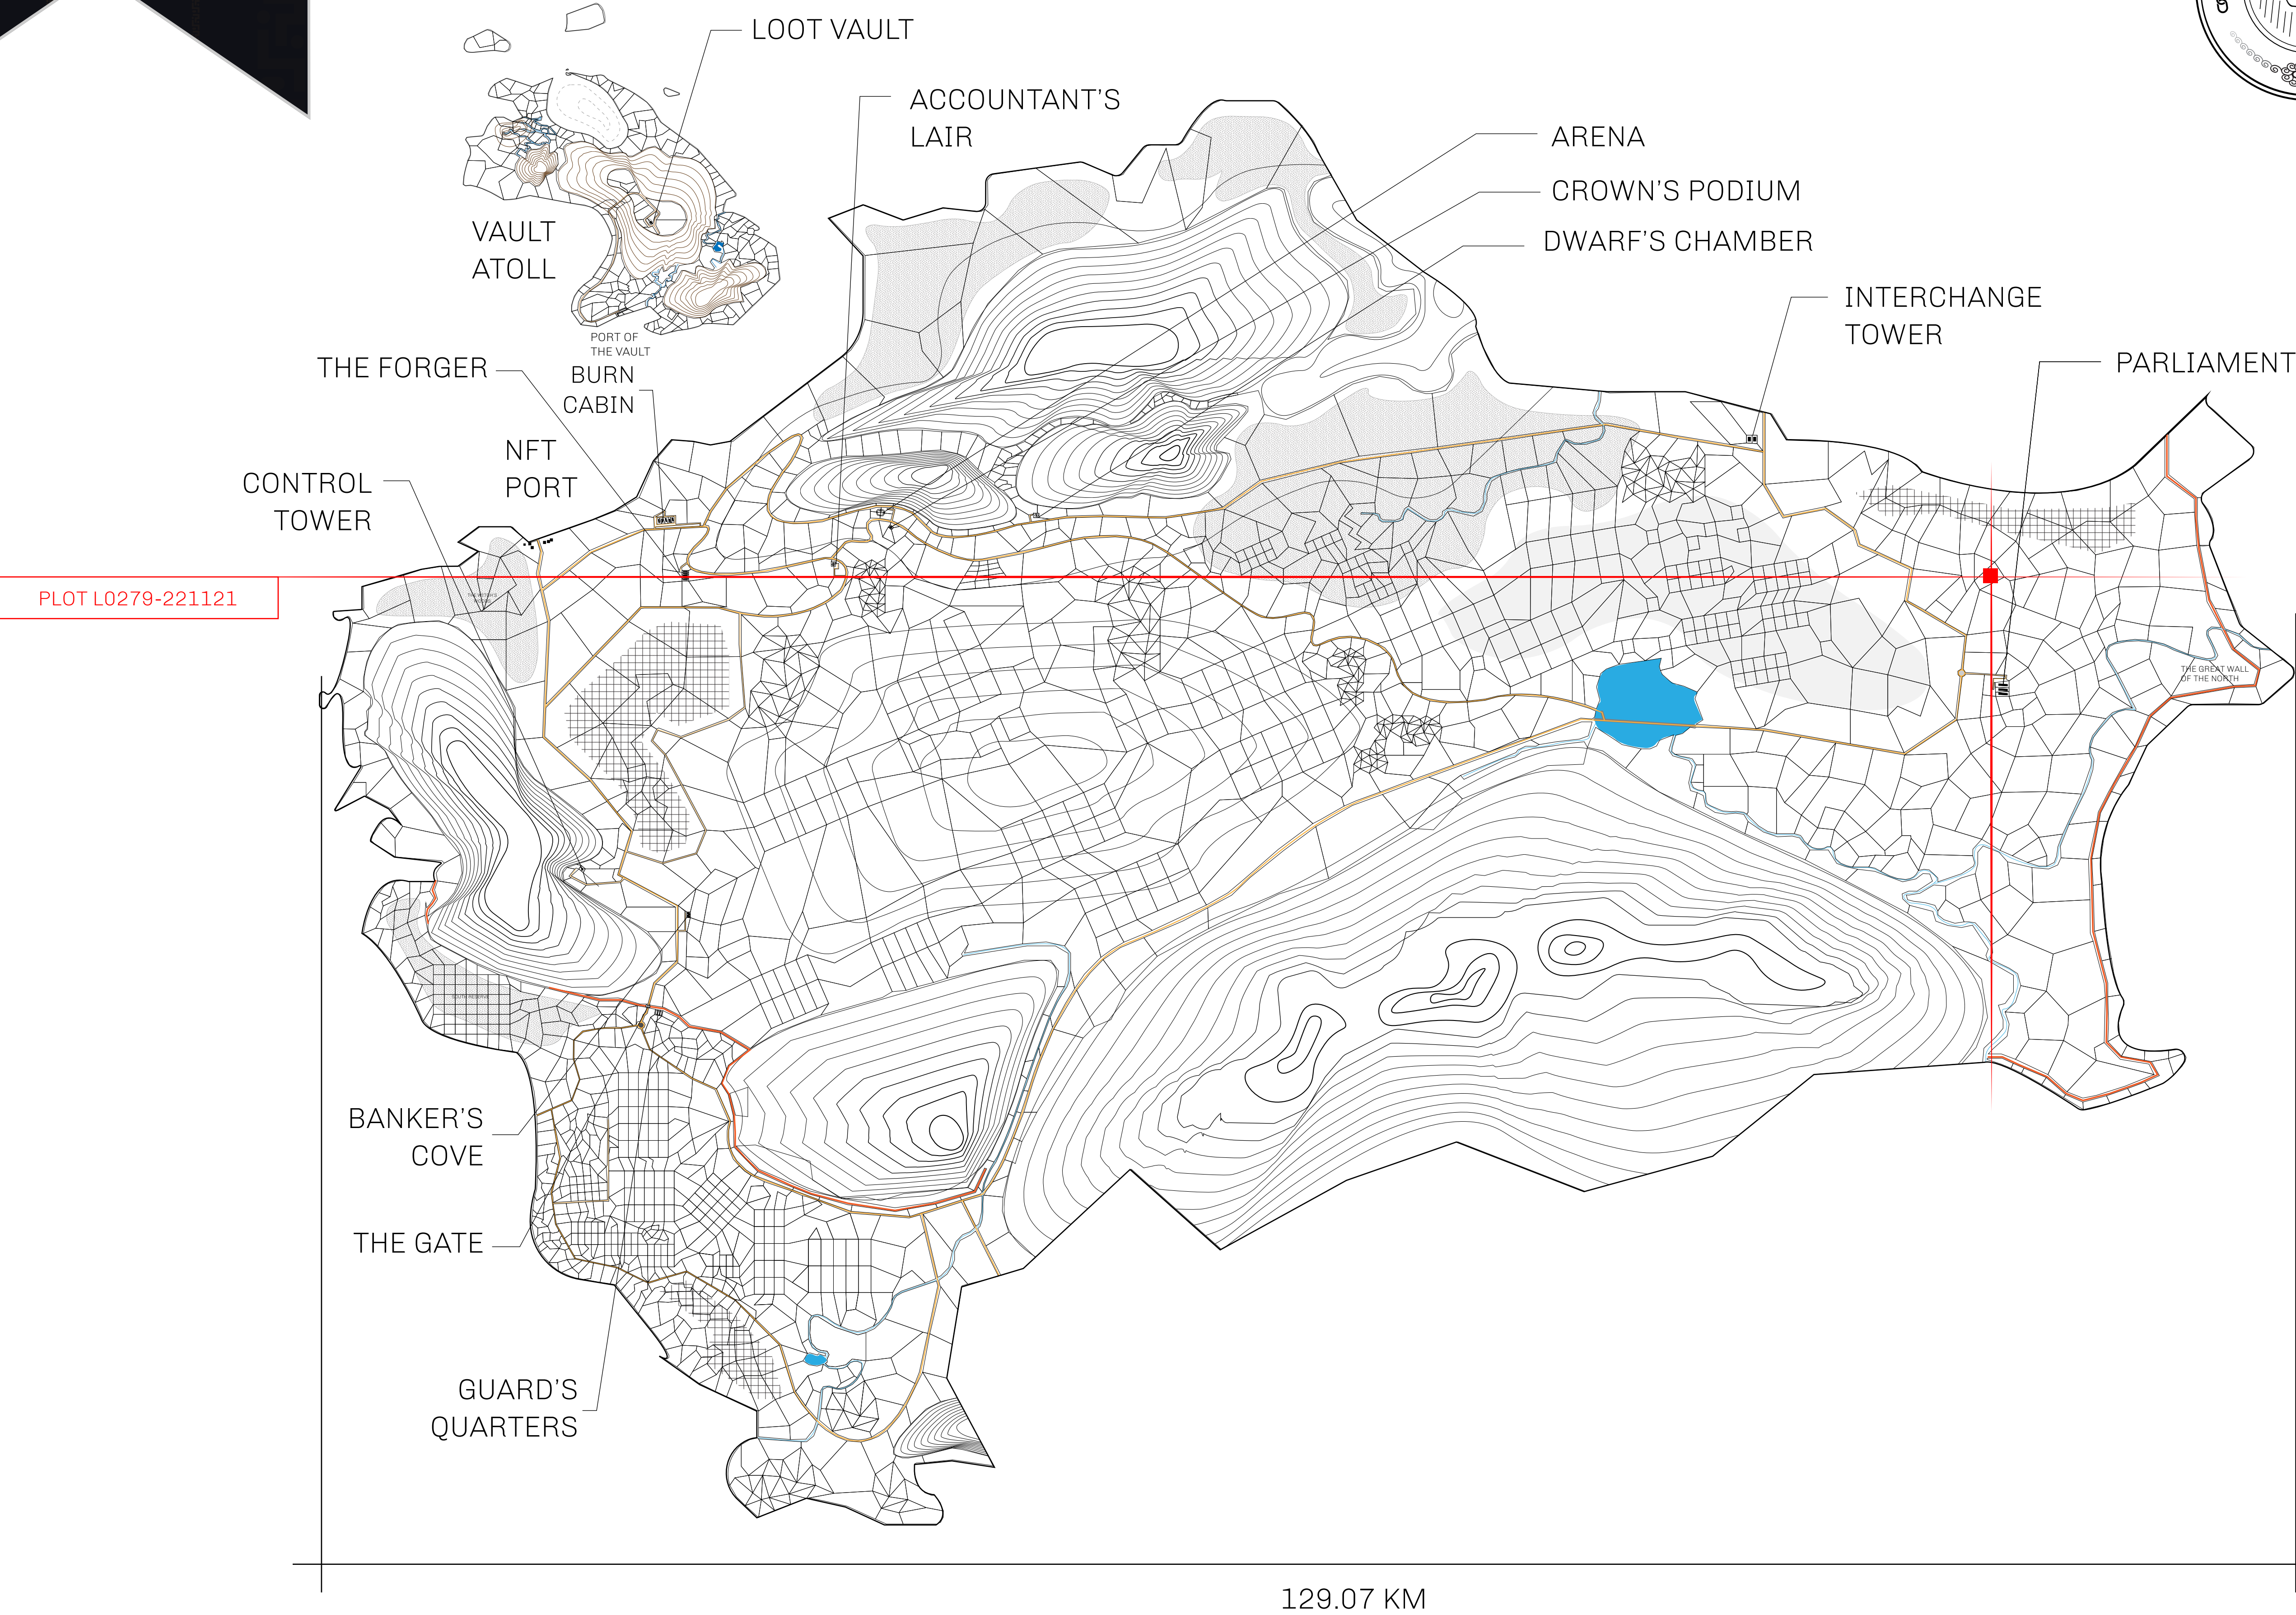 LOOT VAULT
ACCOUNTANT'S
LAIR
ARENA
CROWN'S PODIUM
DWARF'S CHAMBER
VAULT
ATOLL
INTERCHANGE
TOWER
PORT OF
THE VAULT
PARLIAMENT
THE FORGER
BURN
CABIN
NFT
PORT
CONTROL
TOWER
PLOT L0279-221121
THE GREAT WALL
OF THE NORTH
SOUTH RESERVE
BANKER'S
COVE
THE GATE
GUARD'S
QUARTERS
129.07 KM